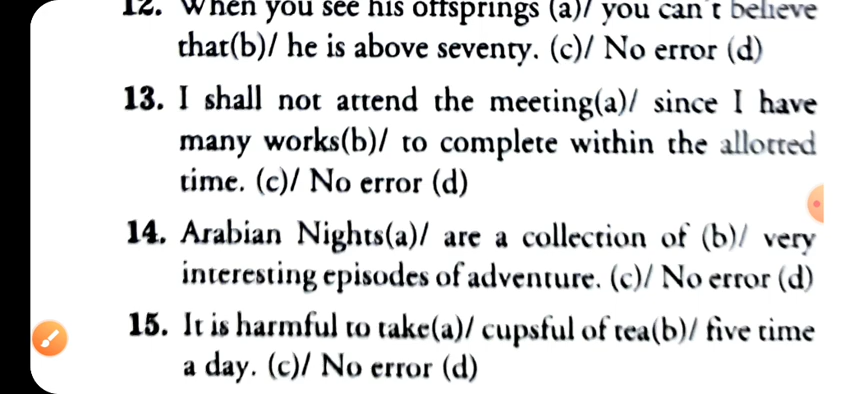 12. When you see his offsprings (a)/ you can't believe
that(b)/ he is above seventy. (c)/ No error (d)
13. I shall not attend the meeting(a)/ since I have
many works(b)/ to complete within the allotted
time. (c)/ No error (d)
14. Arabian Nights(a)/ are a collection of (b)/ very
interesting episodes of adventure. (c)/ No error (d)
15. It is harmful to take(a)/ cupsful of tea(b)/ five time
a day. (c)/ No error (d)